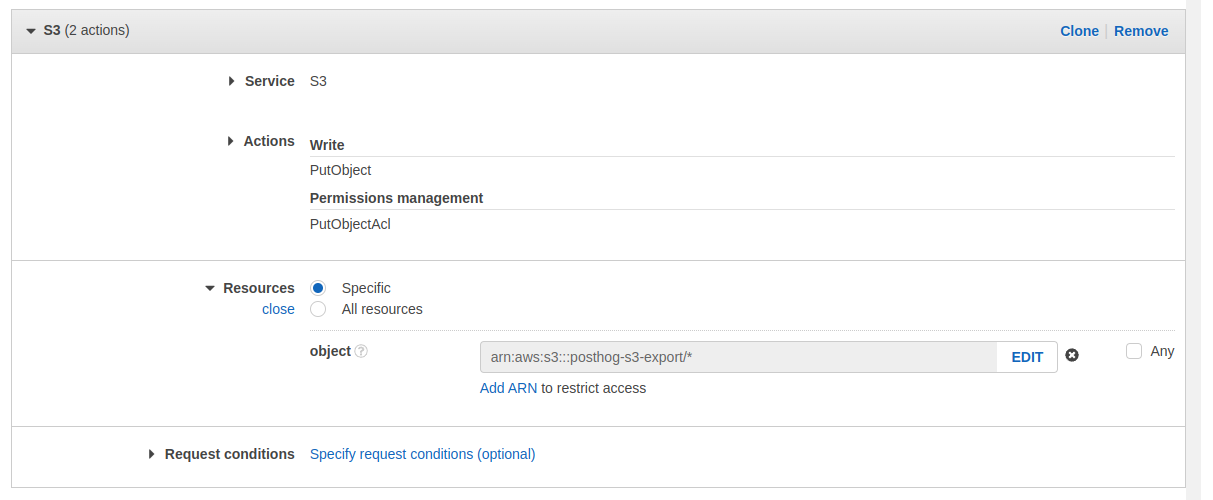 S3 (2 actions) Clone | Remove
Service S3
Actions Write
PutObject
Permissions management
PutObjectAcl
Resources Specific
close All resources
object ? arn:aws:s3:::posthog-s3-export/* EDIT Any
Add ARN to restrict access
Request conditions Specify request conditions (optional)